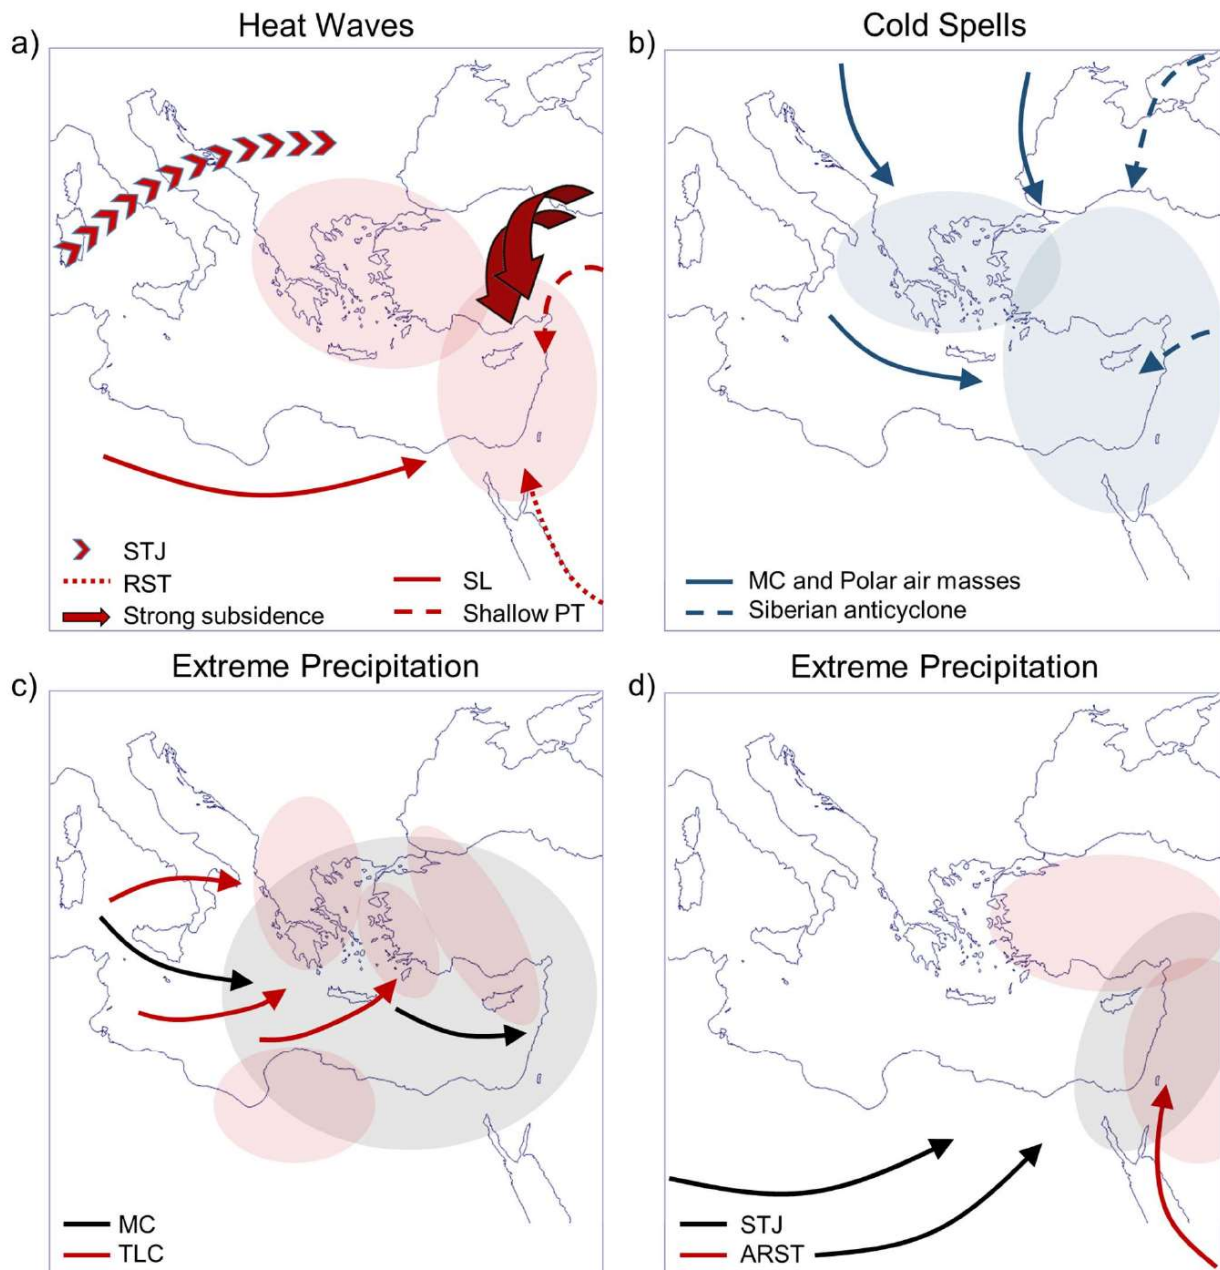 a)
Heat Waves
STJ
RST
Strong subsidence
SL
Shallow PT
b)
Cold Spells
MC and Polar air masses
Siberian anticyclone
c)
Extreme Precipitation
MC
TLC
d)
Extreme Precipitation
STJ
ARST